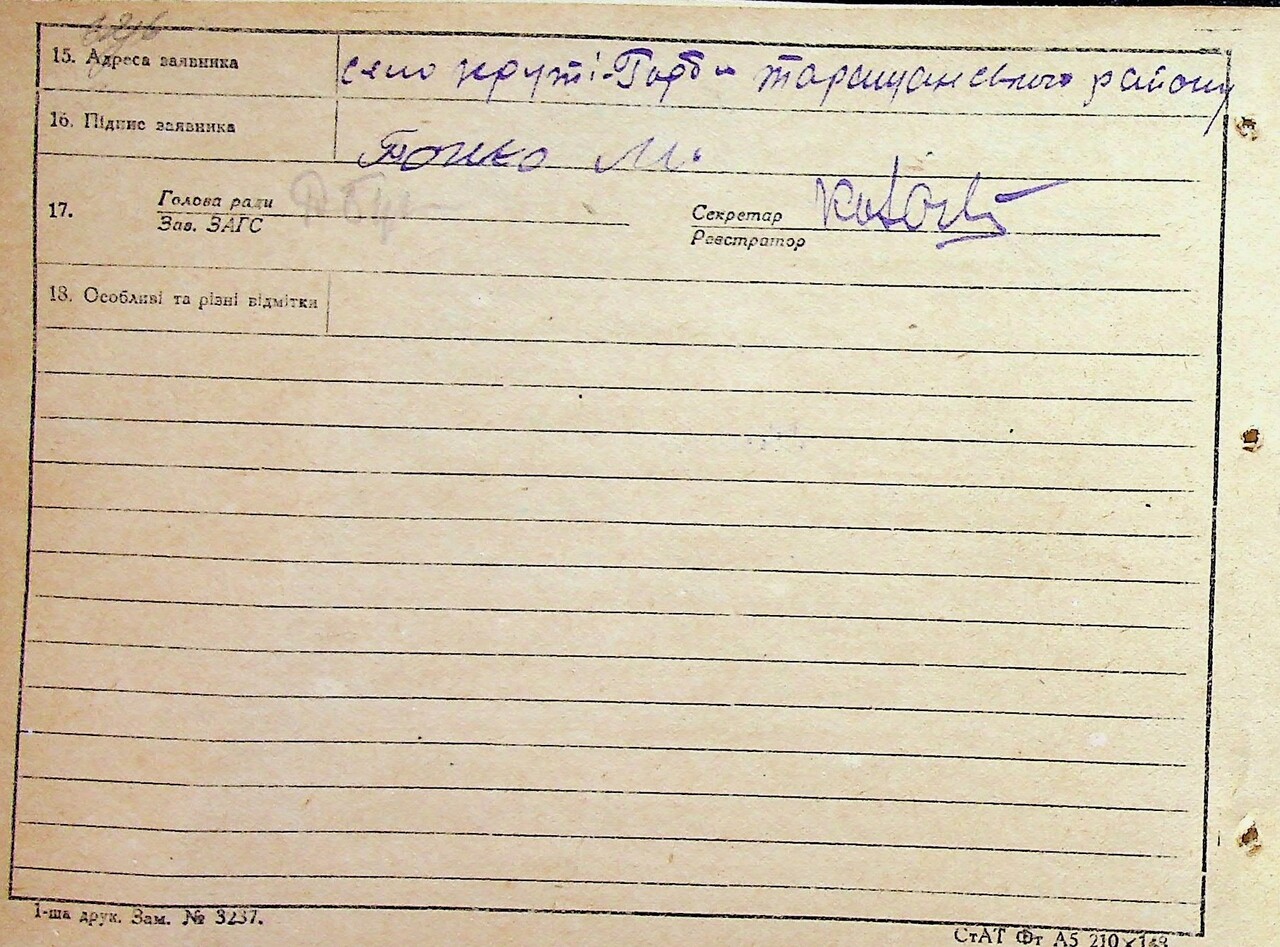 15. Адреса заявника
село Круті-Горби Таращанського району
16. Підпис заявника
М.
17.
Голова ради
Зав. ЗАГС
Секретар
Реєстратор
18. Особливі та різні відмітки
1-ша друк. Зам. № 3237.
СтАТ Фт А5 210×148